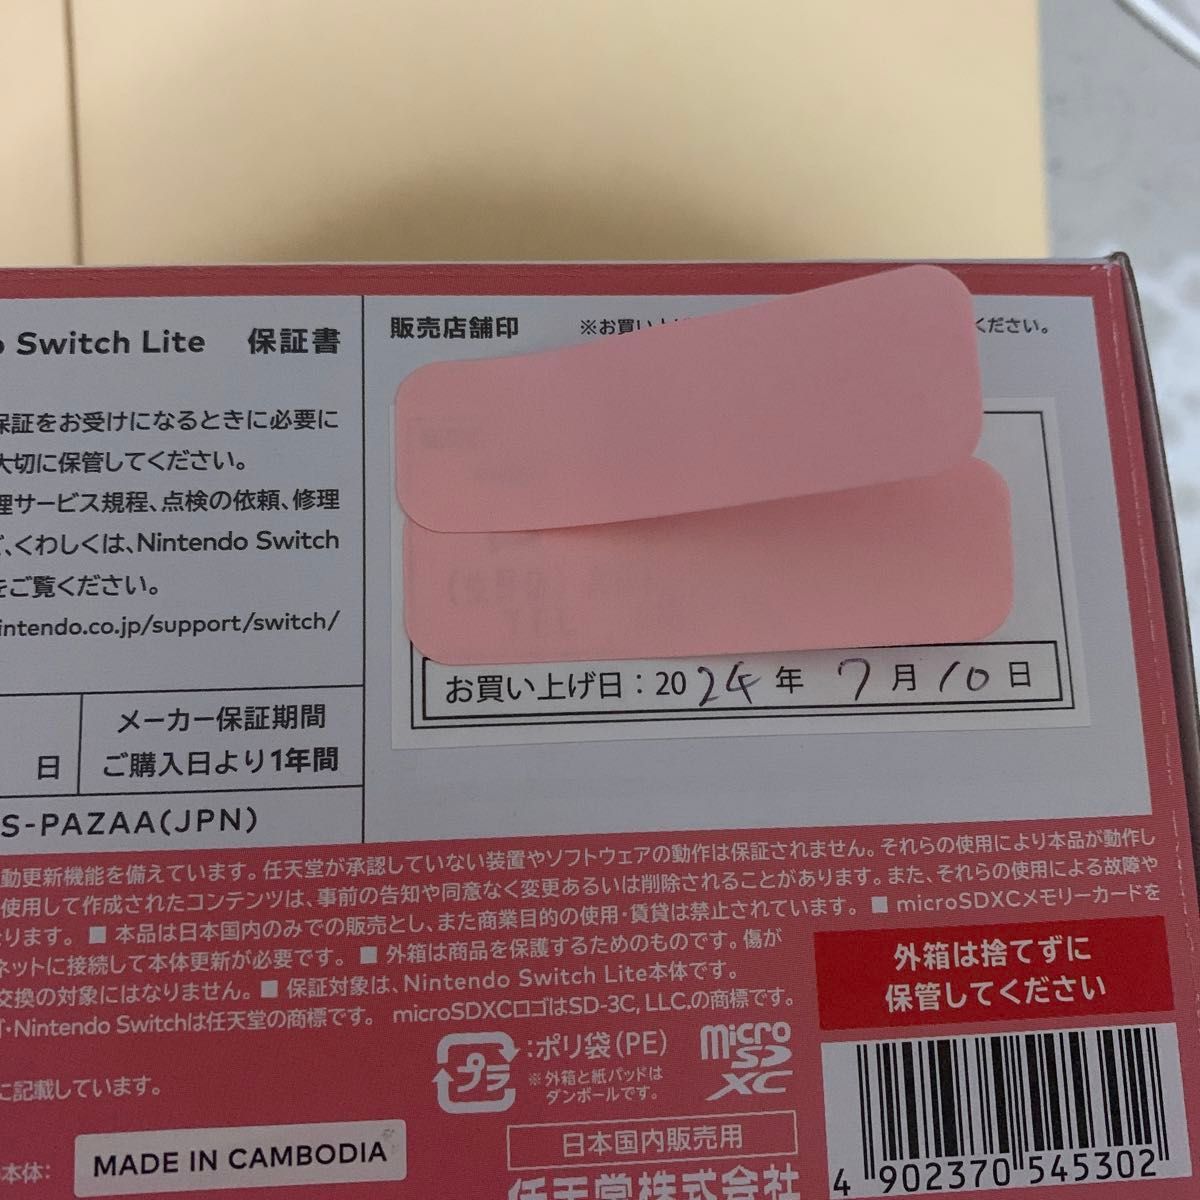 Switch Lite 保証書
保証をお受けになるときに必要に
大切に保管してください。
理サービス規程、点検の依頼、修理
くわしくは、Nintendo Switch
をご覧ください。
intendo.co.jp/support/switch/
日
メーカー保証期間
ご購入日より1年間
S-PAZAA(JPN)
販売店舗印
※お買い上げ
ください。
お買い上げ日：2024年 7月10日
動更新機能を備えています。任天堂が承認していない装置やソフトウェアの動作は保証されません。それらの使用により本品が動作し
使用して作成されたコンテンツは、事前の告知や同意なく変更あるいは削除されることがあります。また、それらの使用による故障や
なります。 ■ 本品は日本国内のみでの販売とし、また商業目的の使用・賃貸は禁止されています。 ■ microSDXCメモリーカードを
ネットに接続して本体更新が必要です。 ■ 外箱は商品を保護するためのものです。傷が
交換の対象にはなりません。 ■ 保証対象は、Nintendo Switch Lite本体です。
・Nintendo Switchは任天堂の商標です。 microSDXCロゴはSD-3C, LLC.の商標です。
に記載しています。
プラ
:ポリ袋(PE)
※外箱と紙パッドは
ダンボールです。
micro
SD
XC
外箱は捨てずに
保管してください
本体:
MADE IN CAMBODIA
日本国内販売用
任天堂株式会社
4 902370 545302